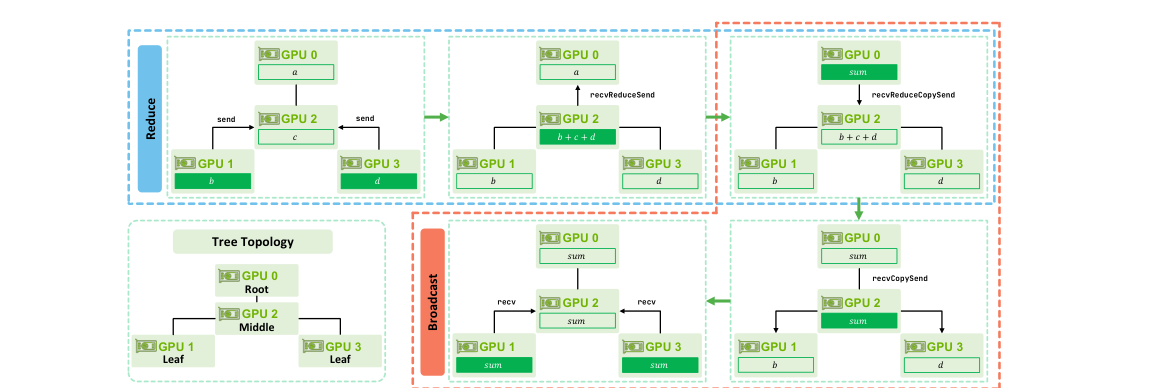 Reduce
GPU 0
a
send
send
GPU 2
c
GPU 1
b
GPU 3
d
GPU 0
a
recvReduceSend
GPU 2
b + c + d
GPU 1
b
GPU 3
d
GPU 0
sum
recvReduceCopySend
GPU 2
b + c + d
GPU 1
b
GPU 3
d
Tree Topology
GPU 0
Root
GPU 2
Middle
GPU 1
Leaf
GPU 3
Leaf
Broadcast
GPU 0
sum
recv
recv
GPU 2
sum
GPU 1
sum
GPU 3
sum
GPU 0
sum
recvCopySend
GPU 2
sum
GPU 1
b
GPU 3
d